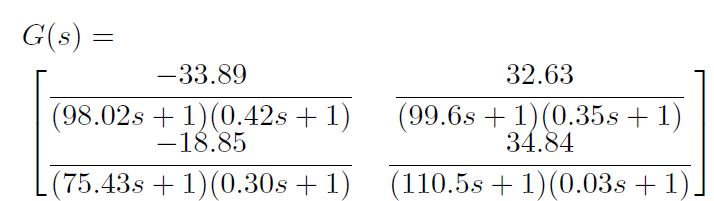 G(s) =
−33.89 32.63
(98.02s + 1)(0.42s + 1) (99.6s + 1)(0.35s + 1)
−18.85 34.84
(75.43s + 1)(0.30s + 1) (110.5s + 1)(0.03s + 1).